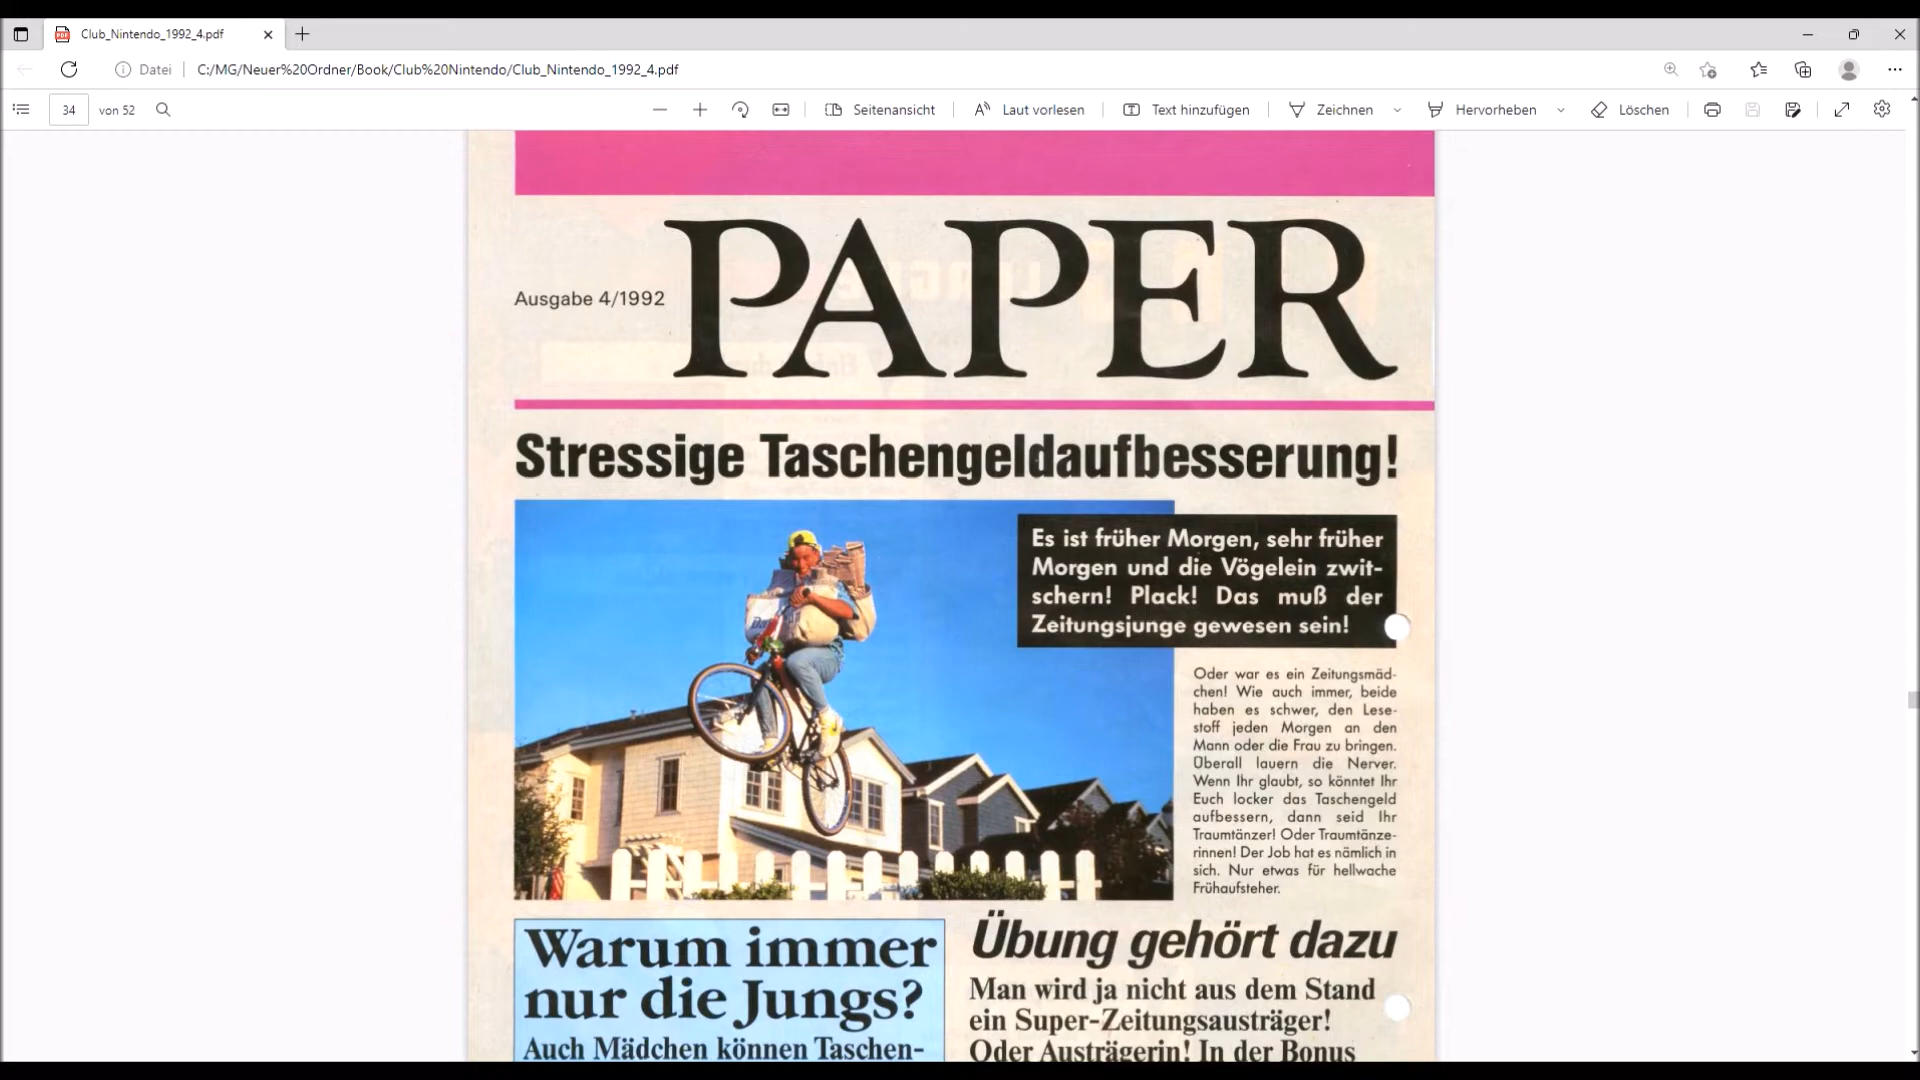 Club_Nintendo_1992_4.pdf
Datei
C:/MG/Neuer%20Ordner/Book/Club%20Nintendo/Club_Nintendo_1992_4.pdf
34
von 52
Seitenansicht
Laut vorlesen
Text hinzufügen
Zeichnen
Hervorheben
Löschen
PAPER
Ausgabe 4/1992
Stressige Taschengeldaufbesserung!
Es ist früher Morgen, sehr früher
Morgen und die Vögelein zwit-
schern! Plack! Das muß der
Zeitungsjunge gewesen sein!
Oder war es ein Zeitungsmäd-
chen! Wie auch immer, beide
haben es schwer, den Lese-
stoff jeden Morgen an den
Mann oder die Frau zu bringen.
Überall lauern die Nerver.
Wenn Ihr glaubt, so könntet Ihr
Euch locker das Taschengeld
aufbessern, dann seid Ihr
Traumtänzer! Oder Traumtänze-
rinnen! Der Job hat es nämlich in
sich. Nur etwas für hellwache
Frühaufsteher.
Warum immer
nur die Jungs?
Auch Mädchen können Taschen-
Übung gehört dazu
Man wird ja nicht aus dem Stand
ein Super-Zeitungsausträger!
Oder Austrägerin! In der Bonus